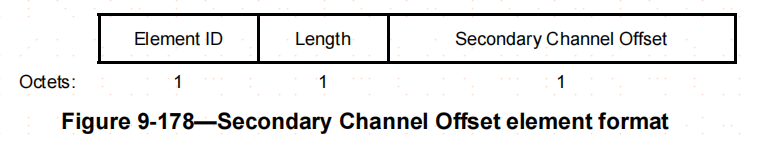 Element ID Length Secondary Channel Offset
Octets: 1 1 1
Figure 9-178—Secondary Channel Offset element format